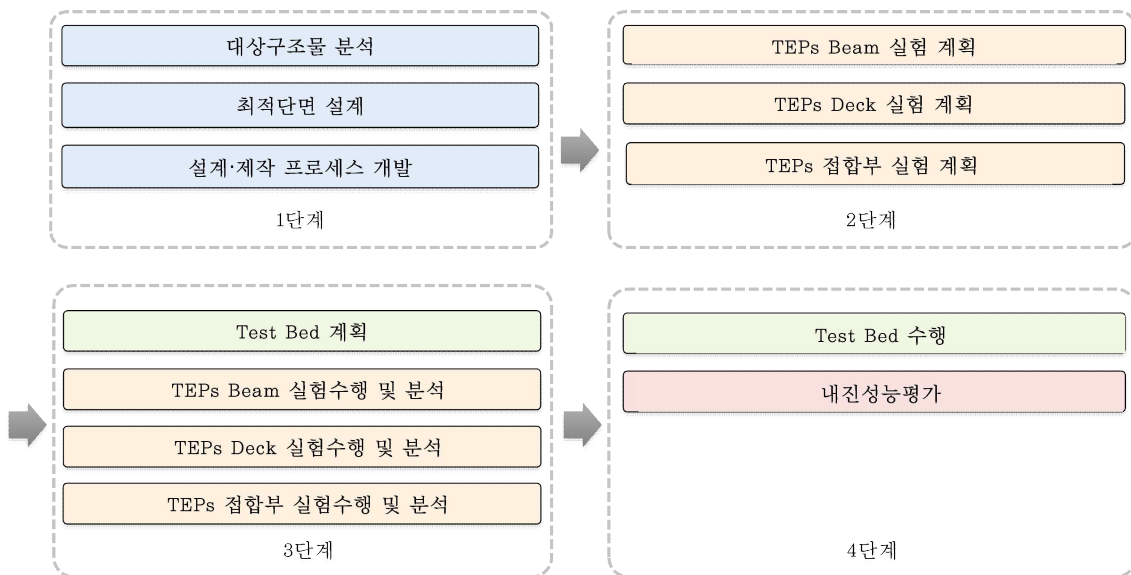 대상구조물 분석
최적단면 설계
설계·제작 프로세스 개발
1단계
TEPs Beam 실험 계획
TEPs Deck 실험 계획
TEPs 접합부 실험 계획
2단계
Test Bed 계획
TEPs Beam 실험수행 및 분석
TEPs Deck 실험수행 및 분석
TEPs 접합부 실험수행 및 분석
3단계
Test Bed 수행
내진성능평가
4단계